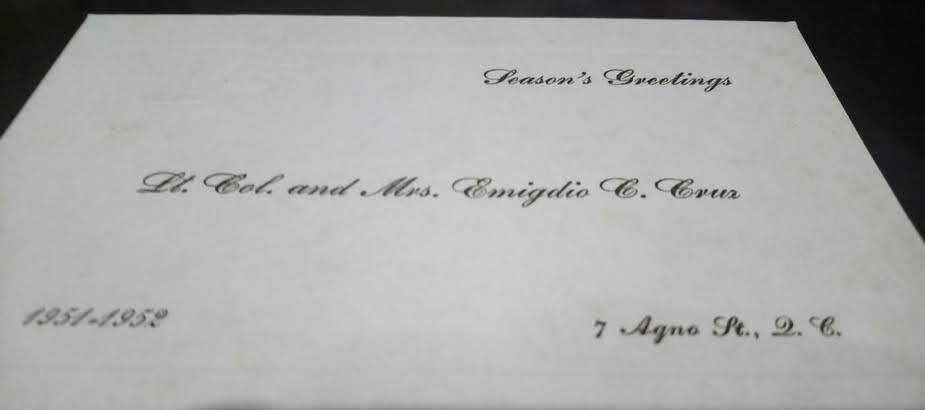 Season's Greetings
Lt. Col. and Mrs. Emigdio C. Cruz
1951-1952
7 Agno St., Q. C.